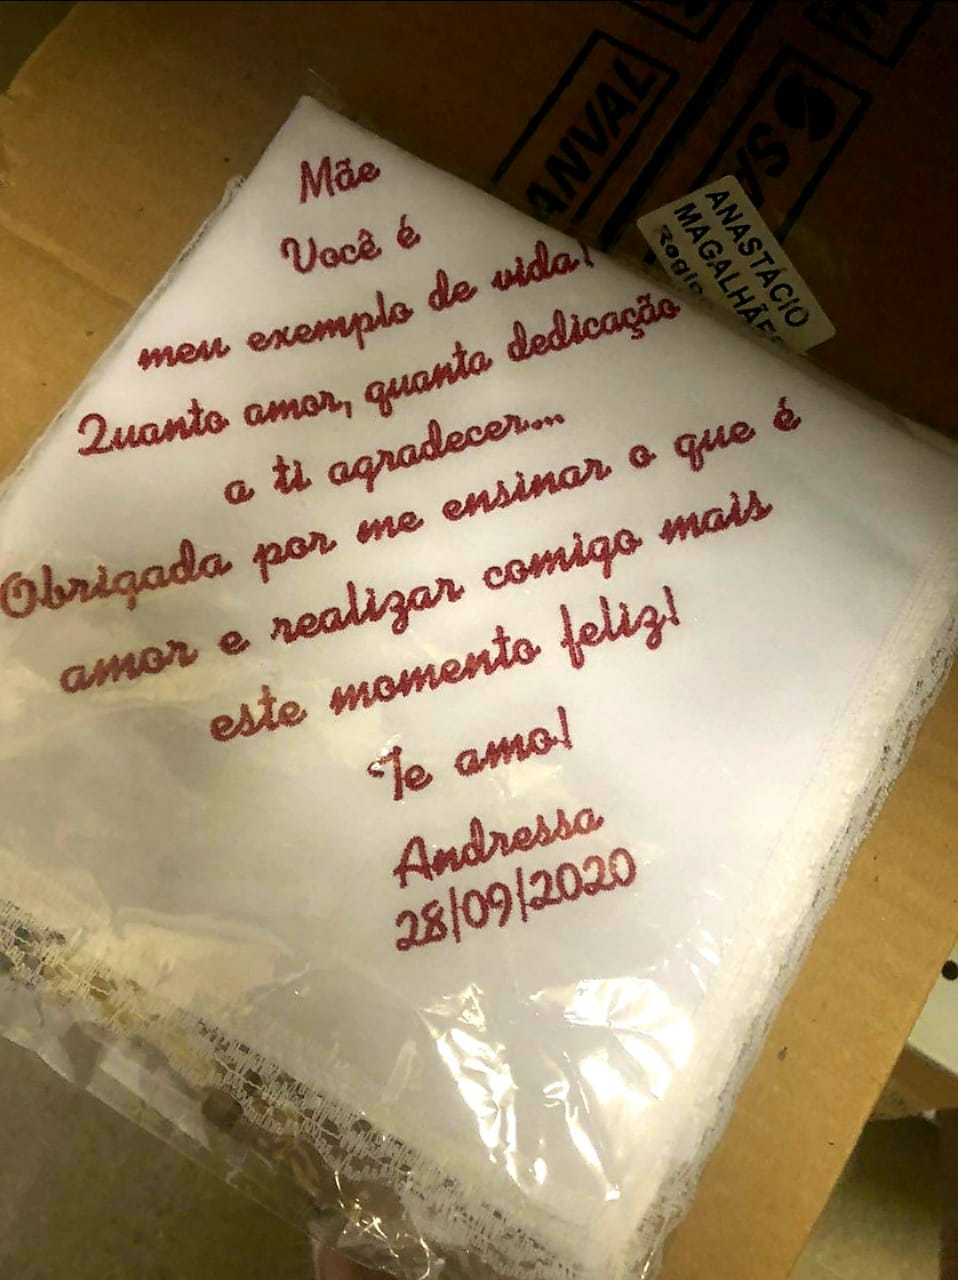 Mãe
Você é
meu exemplo de vida!
Quanto amor, quanta dedicação
a ti agradecer...
Obrigada por me ensinar o que é
amor e realizar comigo mais
este momento feliz!
Te amo!
Andressa
28/09/2020
ANASTÁCIO